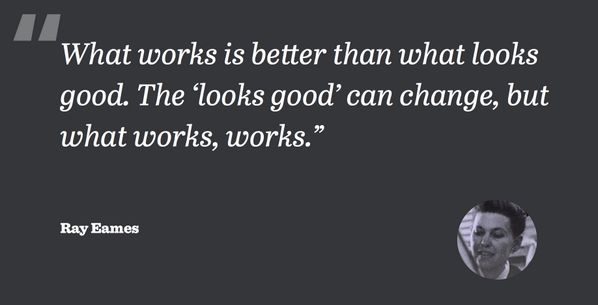 “
What works is better than what looks
good. The ‘looks good’ can change, but
what works, works.”
Ray Eames